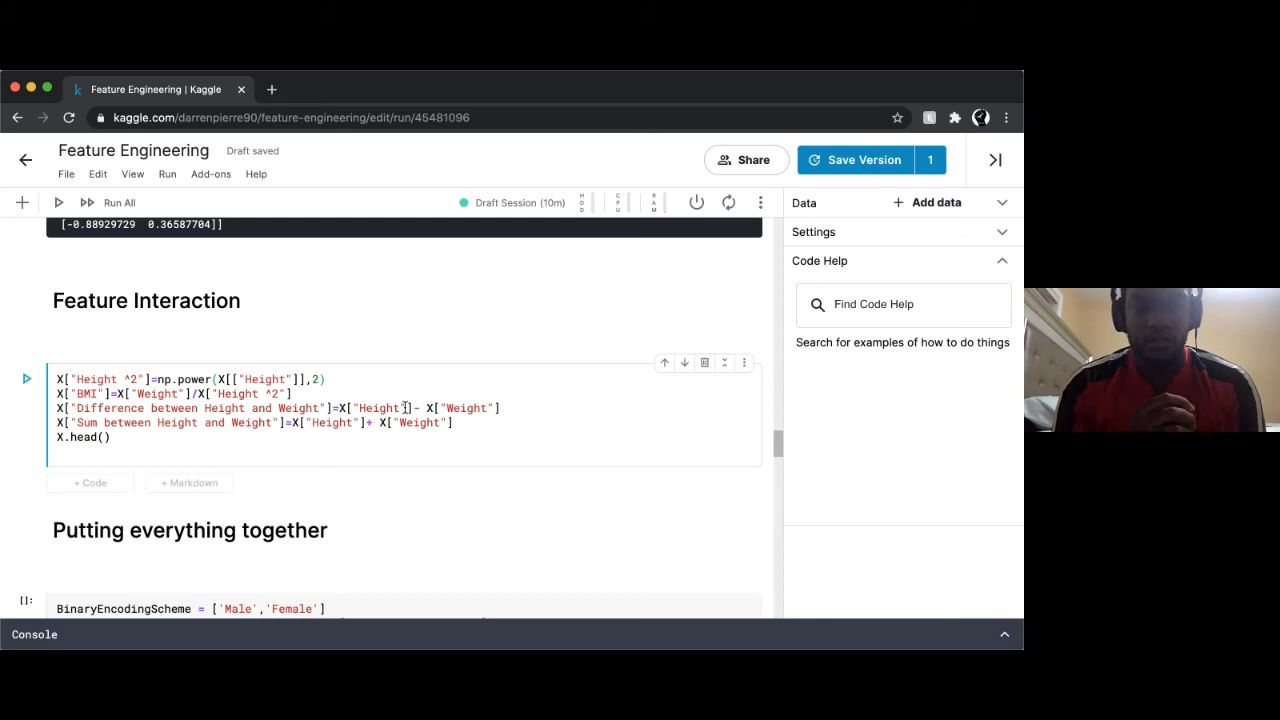 Feature Engineering | Kaggle
kaggle.com/darrenpierre90/feature-engineering/edit/run/45481096
Feature Engineering
Draft saved
File Edit View Run Add-ons Help
Share
Save Version 1
Run All
Draft Session (10m)
HDD
CPU
RAM
[-0.88929729 0.36587704]]
Feature Interaction
X["Height ^2"]=np.power(X[["Height"]],2)
X["BMI"]=X["Weight"]/X["Height ^2"]
X["Difference between Height and Weight"]=X["Height"]- X["Weight"]
X["Sum between Height and Weight"]=X["Height"]+ X["Weight"]
X.head()
+ Code
+ Markdown
Putting everything together
[]:
BinaryEncodingScheme = ['Male','Female']
Console
Data
+ Add data
Settings
Code Help
Find Code Help
Search for examples of how to do things